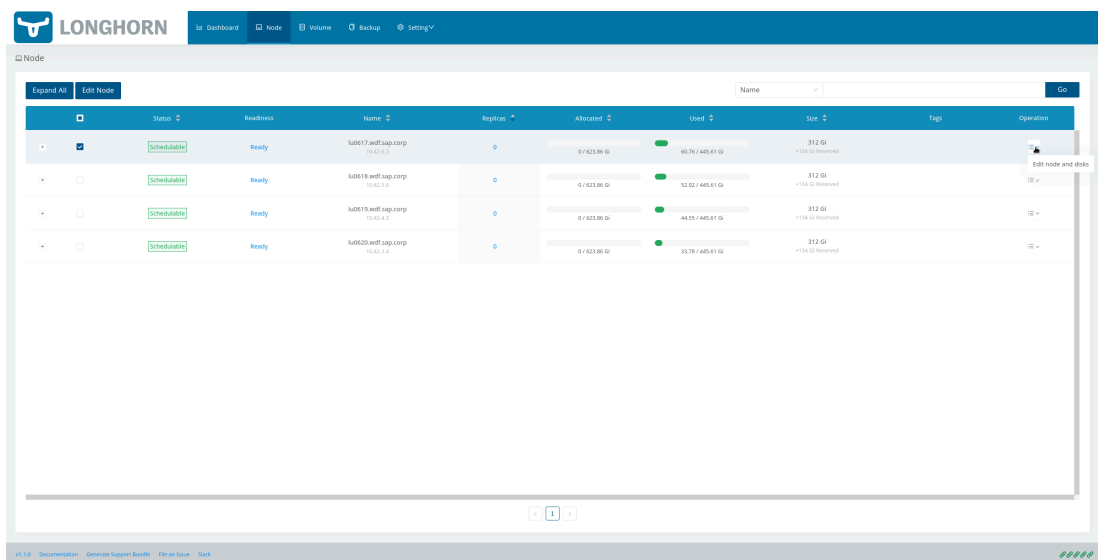 LONGHORN
Dashboard Node Volume Backup Setting
Node
Expand All Edit Node Name Go
Status Readiness Name Replicas Allocated Used Size Tags Operation
Schedulable Ready lu0617.wdf.sap.corp 0 0 / 623.86 Gi 60.76 / 445.61 Gi 312 Gi
10.42.6.3 +134 Gi Reserved
Edit node and disks
Schedulable Ready lu0618.wdf.sap.corp 0 0 / 623.86 Gi 52.02 / 445.61 Gi 312 Gi
+134 Gi Reserved
Schedulable Ready lu0619.wdf.sap.corp 0 0 / 623.86 Gi 44.55 / 445.61 Gi 312 Gi
+134 Gi Reserved
Schedulable Ready lu0620.wdf.sap.corp 0 0 / 623.86 Gi 33.78 / 445.61 Gi 312 Gi
+134 Gi Reserved
< 1 >
v1.1.0 Documentation Generate Support Bundle File an Issue Slack